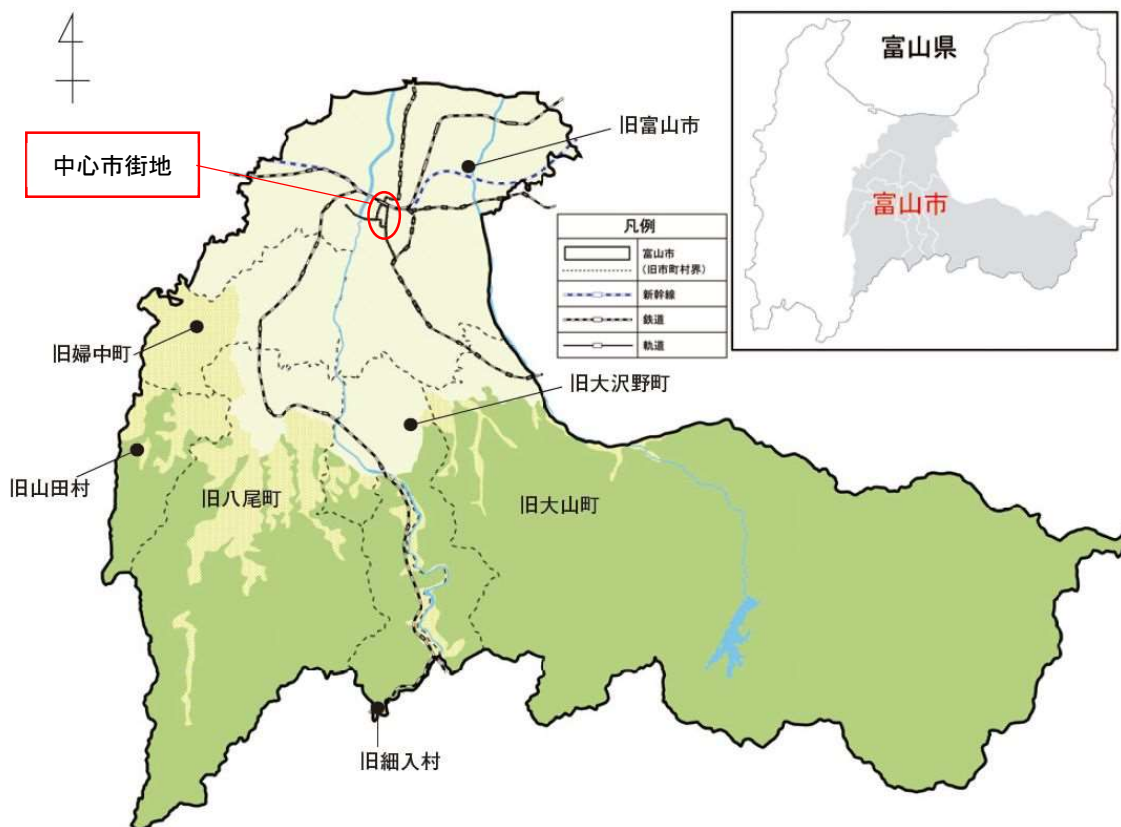 富山県
富山市
旧富山市
中心市街地
凡例
富山市
(旧市町村界)
新幹線
鉄道
軌道
旧婦中町
旧大沢野町
旧山田村
旧八尾町
旧大山町
旧細入村